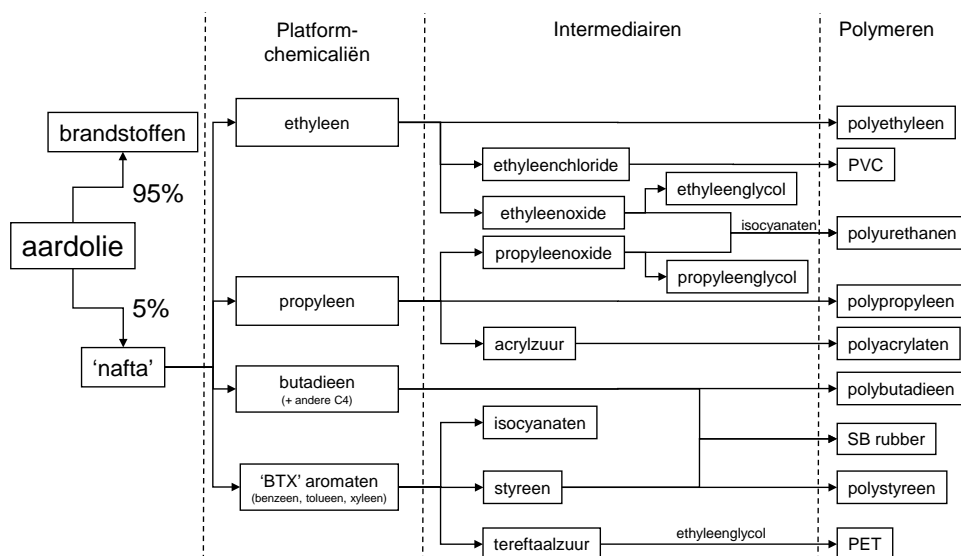 Platform-
chemicaliën
Intermediairen
Polymeren
brandstoffen
95%
aardolie
5%
‘nafta’
ethyleen
propyleen
butadieen
(+ andere C4)
‘BTX’ aromaten
(benzeen, tolueen, xyleen)
ethyleenchloride
ethyleenglycol
ethyleenoxide
isocyanaten
propyleenoxide
propyleenglycol
acrylzuur
isocyanaten
styreen
tereftaalzuur
ethyleenglycol
polyethyleen
PVC
polyurethanen
polypropyleen
polyacrylaten
polybutadieen
SB rubber
polystyreen
PET